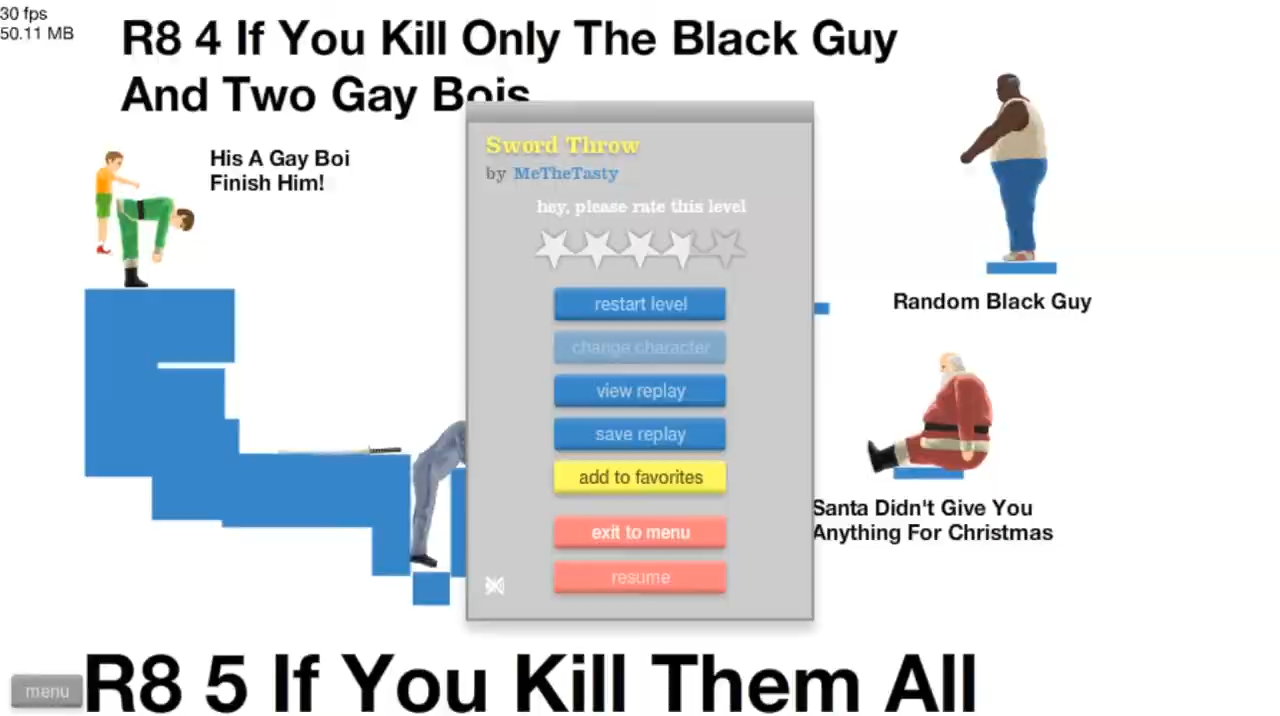 30 fps
50.11 MB
R8 4 If You Kill Only The Black Guy
And Two Gay Bois
His A Gay Boi
Finish Him!
Sword Throw
by MeTheTasty
hey, please rate this level
restart level
change character
view replay
save replay
add to favorites
exit to menu
resume
Random Black Guy
Santa Didn't Give You
Anything For Christmas
menu
R8 5 If You Kill Them All